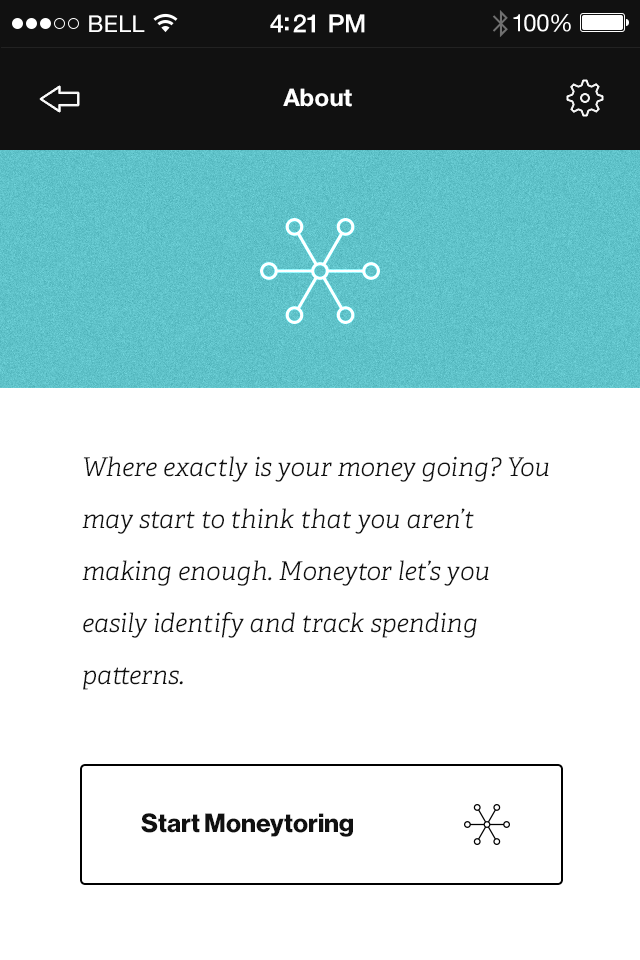 BELL 4:21 PM 100%
About
Where exactly is your money going? You
may start to think that you aren't
making enough. Moneytor let's you
easily identify and track spending
patterns.
Start Moneytoring